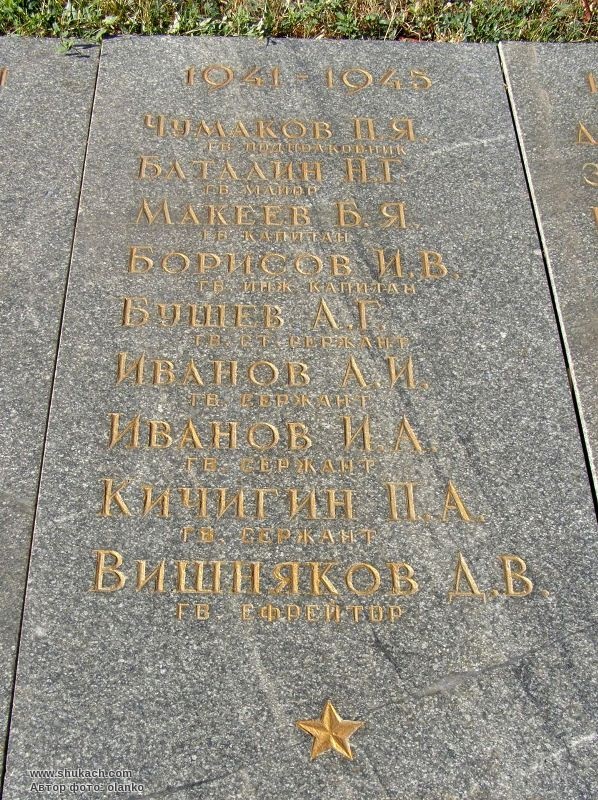 1941-1945
Чумаков П.Я.
гв. подполковник
Баталин Н.Г.
гв. майор
Макеев Б.Я.
гв. капитан
Борисов И.В.
гв. инж. капитан
Бушев А.Г.
гв. ст. сержант
Иванов А.И.
гв. сержант
Иванов И.А.
гв. сержант
Кичигин П.А.
гв. сержант
Вишняков Д.В.
гв. ефрейтор
www.shukach.com
Автор фото: olanko